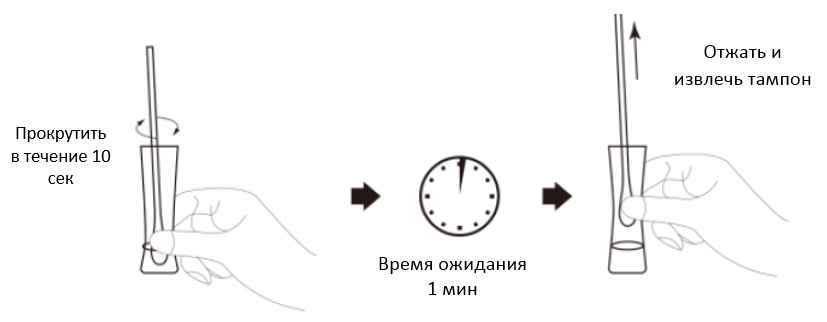 Прокрутить
в течение 10
сек
Время ожидания
1 мин
Отжать и
извлечь тампон